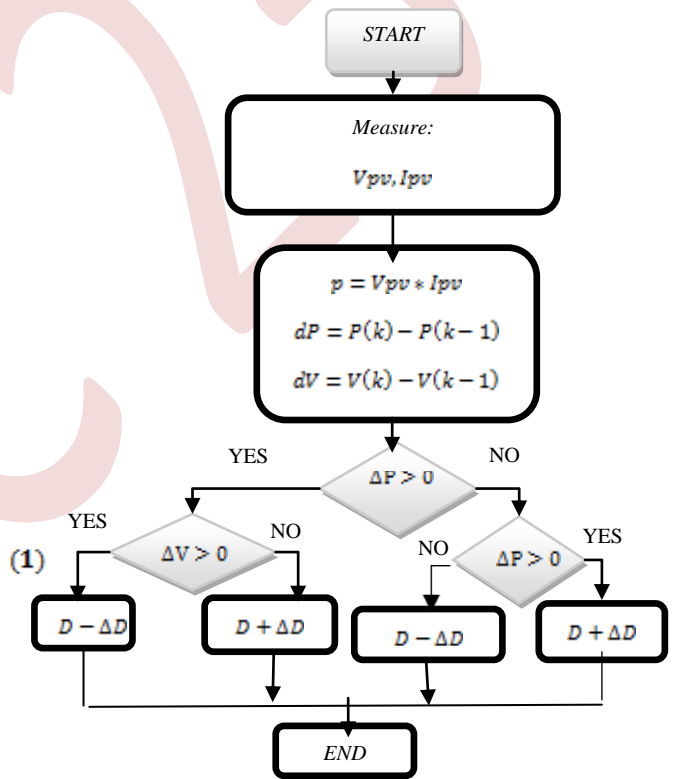 START
Measure:
Vpv, Ipv
p = Vpv * Ipv
dP = P(k) − P(k − 1)
dV = V(k) − V(k − 1)
YES
NO
ΔP > 0
YES
NO
NO
YES
(1)
ΔV > 0
ΔP > 0
D − ΔD
D + ΔD
D − ΔD
D + ΔD
END